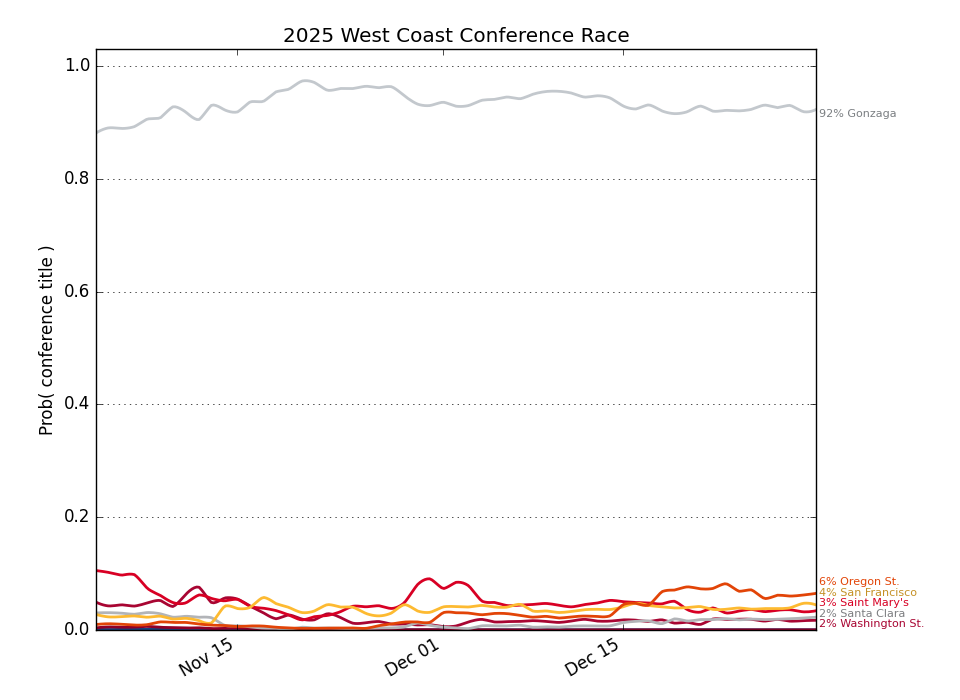 2025 West Coast Conference Race
Prob( conference title )
1.0
0.8
0.6
0.4
0.2
0.0
Nov 15
Dec 01
Dec 15
92% Gonzaga
6% Oregon St.
4% San Francisco
3% Saint Mary's
2% Santa Clara
2% Washington St.